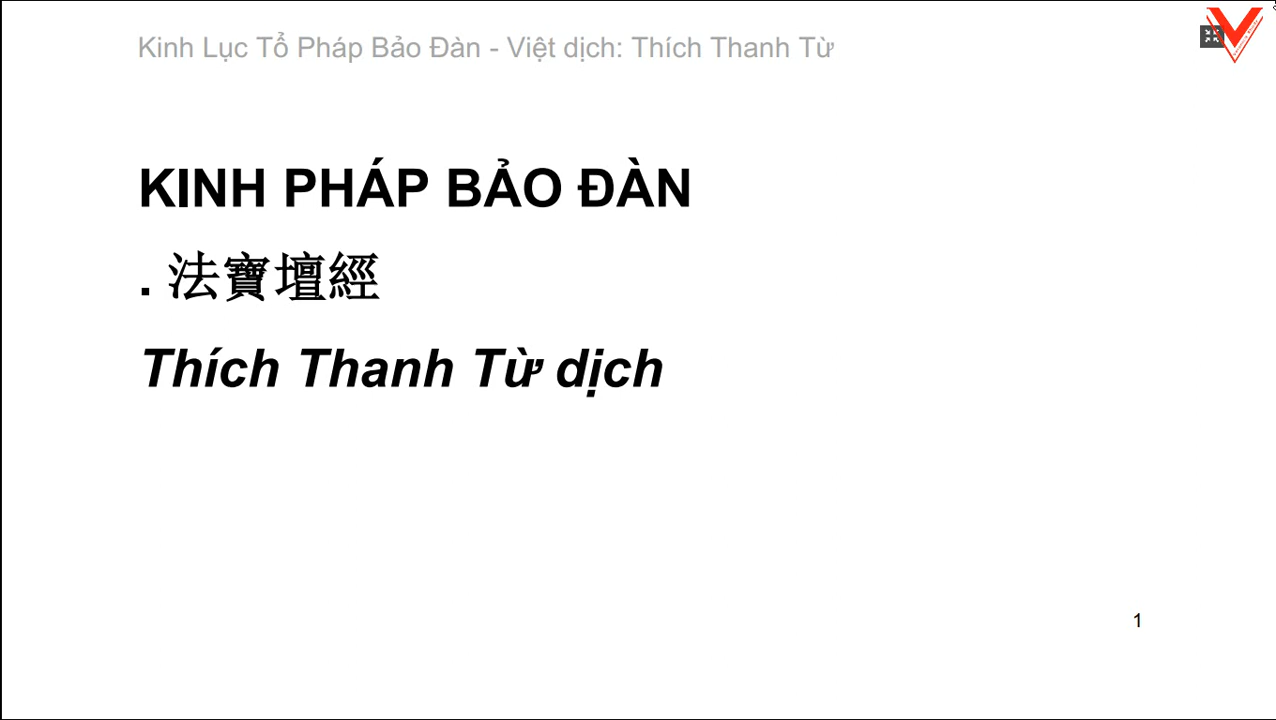 Kinh Lục Tổ Pháp Bảo Đàn - Việt dịch: Thích Thanh Từ
KINH PHÁP BẢO ĐÀN
. 法寶壇經
Thích Thanh Từ dịch
1